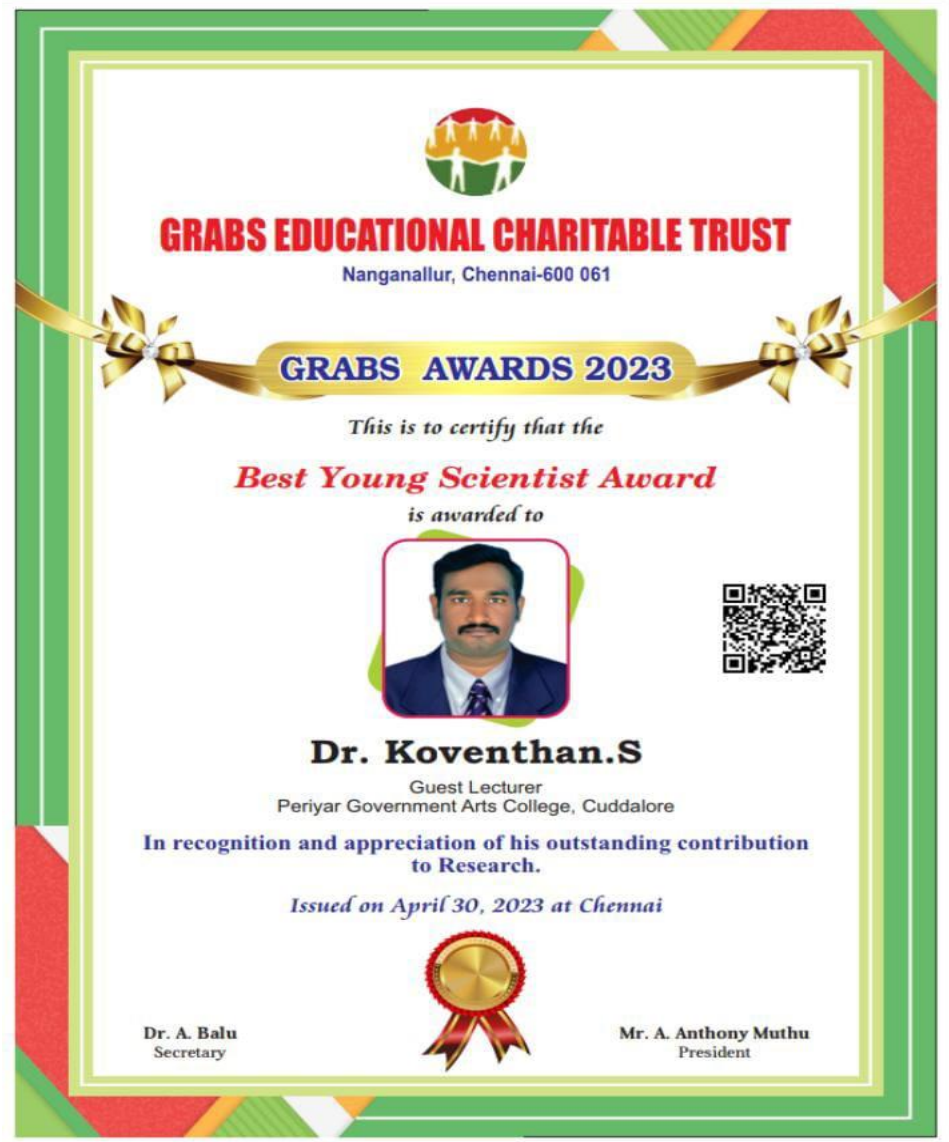 GRABS EDUCATIONAL CHARITABLE TRUST
Nanganallur, Chennai-600 061
GRABS AWARDS 2023
This is to certify that the
Best Young Scientist Award
is awarded to
Dr. Koventhan.S
Guest Lecturer
Periyar Government Arts College, Cuddalore
In recognition and appreciation of his outstanding contribution
to Research.
Issued on April 30, 2023 at Chennai
Dr. A. Balu
Secretary
Mr. A. Anthony Muthu
President